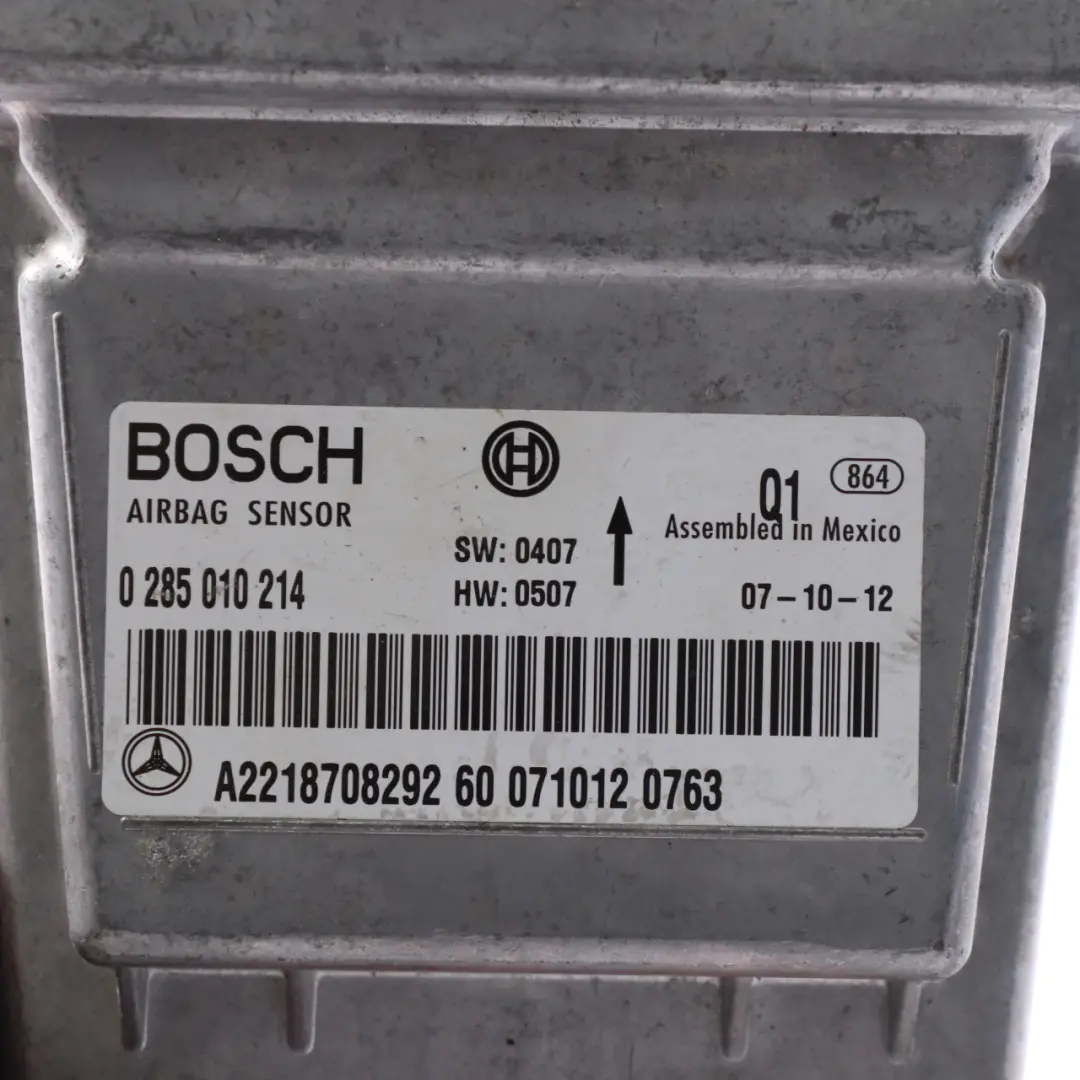 BOSCH
AIRBAG SENSOR
0 285 010 214
SW: 0407
HW: 0507
Q1 864
Assembled in Mexico
07-10-12
A2218708292 60 071012 0763